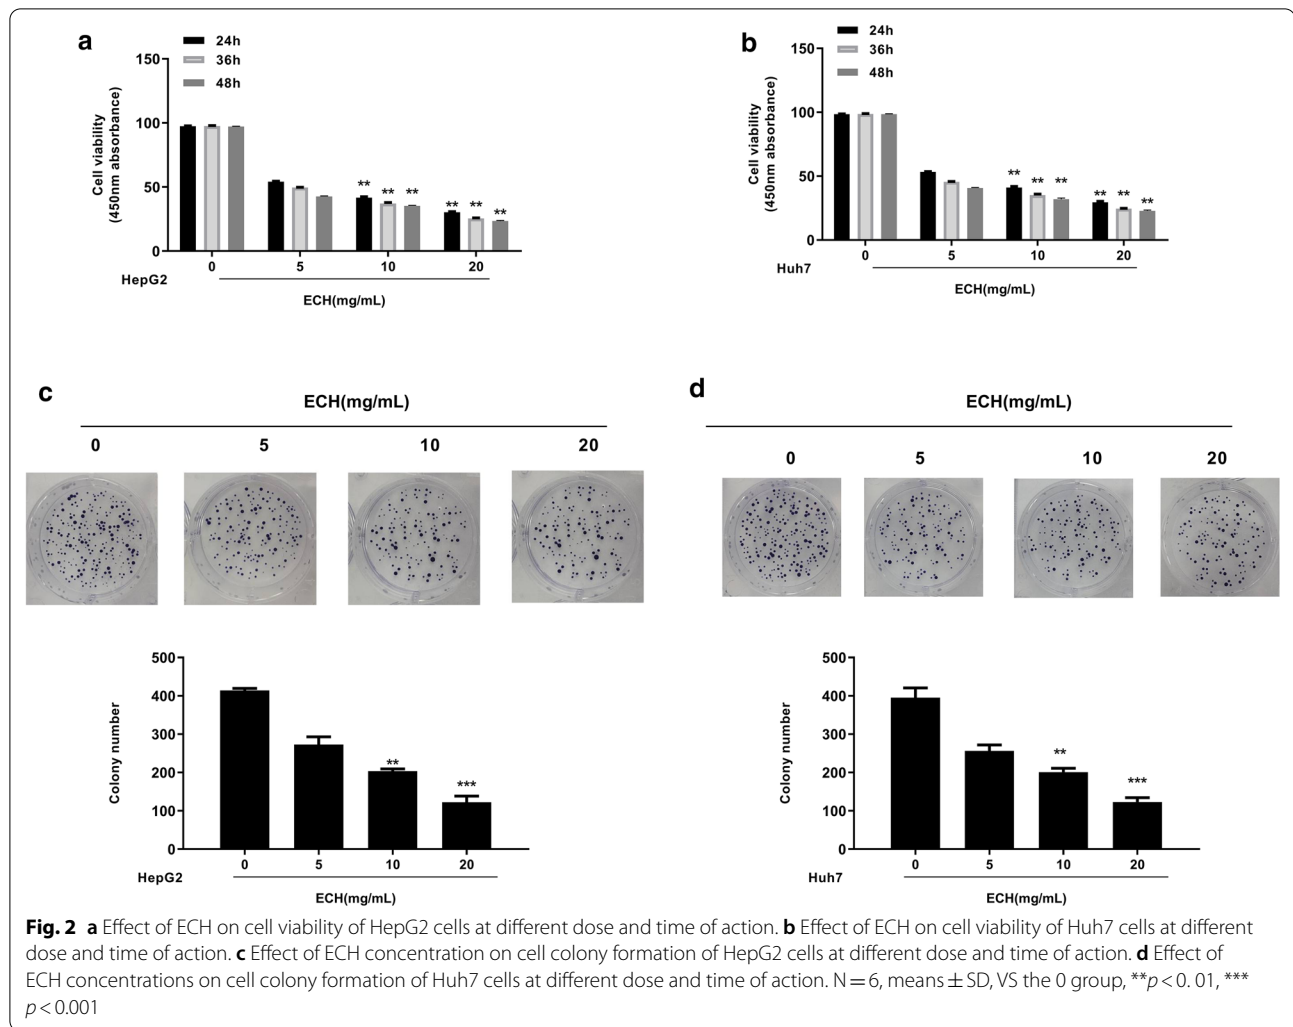 a
24h
36h
48h
150
100
50
0
Cell viability
(450nm absorbance)
** ** **
** ** **
0 5 10 20
HepG2
ECH(mg/mL)
b
24h
36h
48h
150
100
50
0
Cell viability
(450nm absorbance)
** ** **
** ** **
0 5 10 20
Huh7
ECH(mg/mL)
c
ECH(mg/mL)
0 5 10 20
500
400
300
200
100
0
Colony number
**
***
0 5 10 20
HepG2
ECH(mg/mL)
d
ECH(mg/mL)
0 5 10 20
500
400
300
200
100
0
Colony number
**
***
0 5 10 20
Huh7
ECH(mg/mL)
Fig. 2 a Effect of ECH on cell viability of HepG2 cells at different dose and time of action. b Effect of ECH on cell viability of Huh7 cells at different
dose and time of action. c Effect of ECH concentration on cell colony formation of HepG2 cells at different dose and time of action. d Effect of
ECH concentrations on cell colony formation of Huh7 cells at different dose and time of action. N = 6, means ± SD, VS the 0 group, **p < 0. 01, ***
p < 0.001